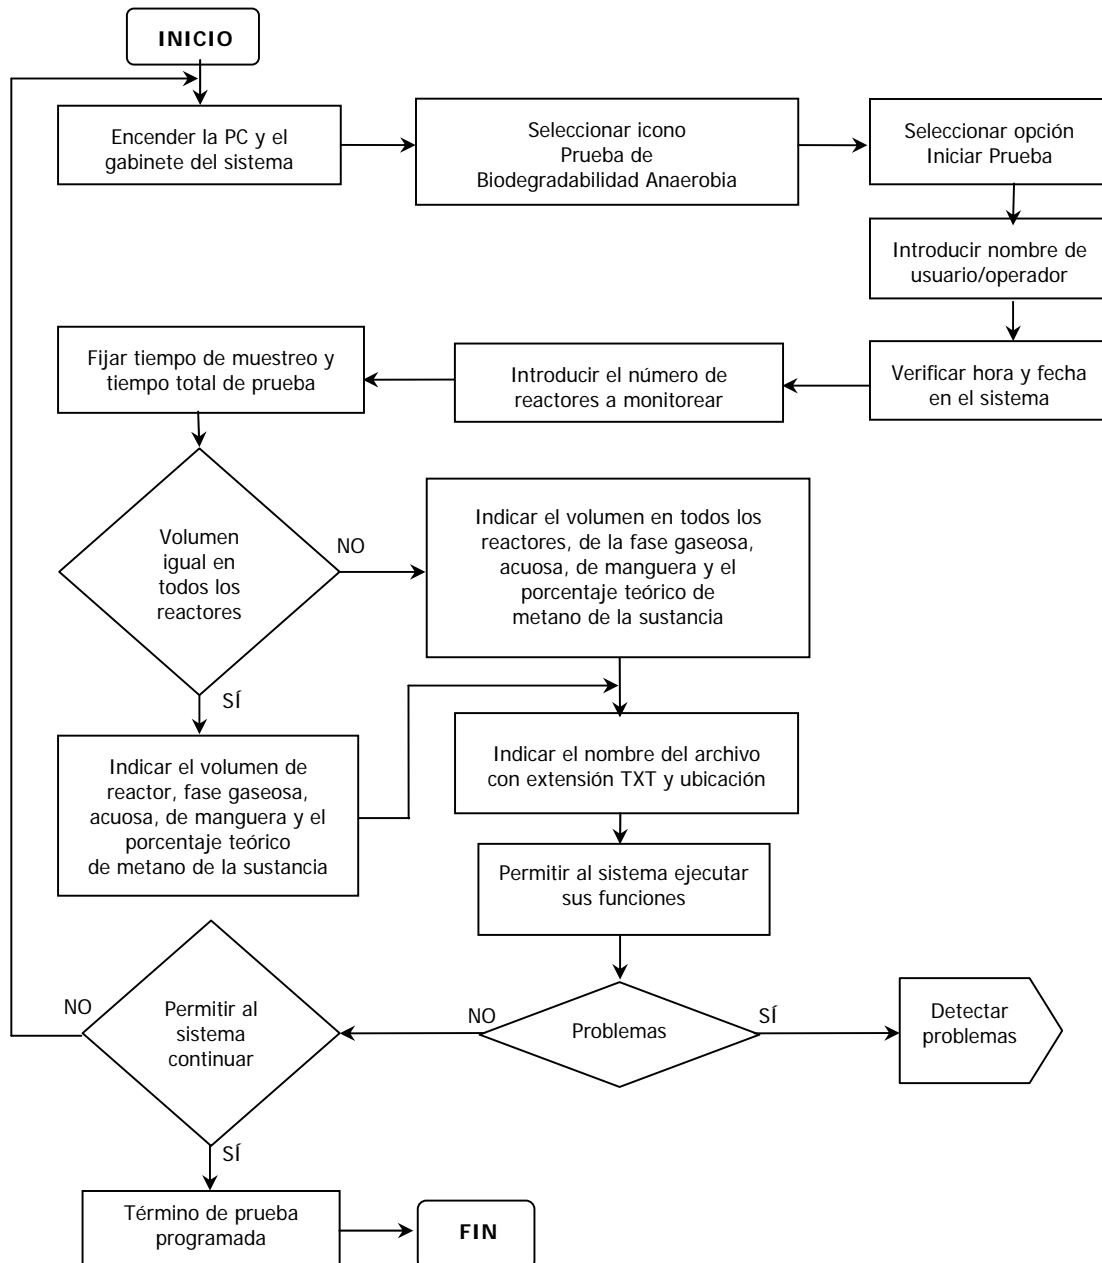 INICIO
Encender la PC y el
gabinete del sistema
Seleccionar icono
Prueba de
Biodegradabilidad Anaerobia
Seleccionar opción
Iniciar Prueba
Introducir nombre de
usuario/operador
Verificar hora y fecha
en el sistema
Introducir el número de
reactores a monitorear
Fijar tiempo de muestreo y
tiempo total de prueba
Volumen
igual en
todos los
reactores
NO
Indicar el volumen en todos los
reactores, de la fase gaseosa,
acuosa, de manguera y el
porcentaje teórico de
metano de la sustancia
SÍ
Indicar el volumen de
reactor, fase gaseosa,
acuosa, de manguera y el
porcentaje teórico
de metano de la sustancia
Indicar el nombre del archivo
con extensión TXT y ubicación
Permitir al sistema ejecutar
sus funciones
Problemas
SÍ
Detectar
problemas
NO
Permitir al
sistema
continuar
NO
SÍ
Término de prueba
programada
FIN